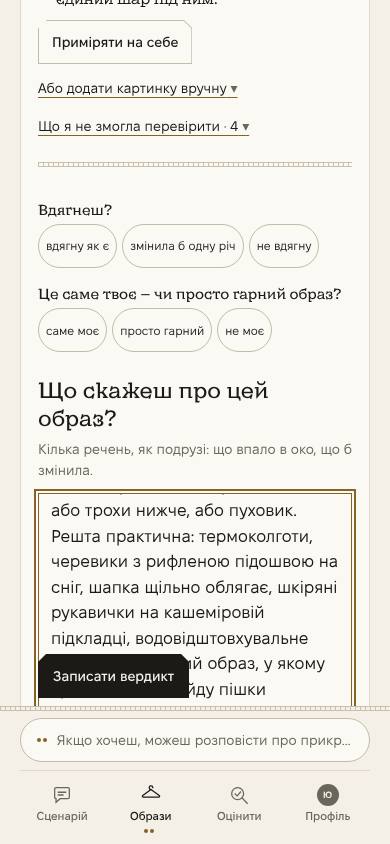 єдиний шар під ним.
Приміряти на себе
Або додати картинку вручну ▾
Що я не змогла перевірити · 4 ▾
Вдягнеш?
вдягну як є
змінила б одну річ
не вдягну
Це саме твоє — чи просто гарний образ?
саме моє
просто гарний
не моє
Що скажеш про цей
образ?
Кілька речень, як подрузі: що впало в око, що б
змінила.
або трохи нижче, або пуховик.
Решта практична: термоколготи,
черевики з рифленою підошвою на
сніг, шапка щільно облягає, шкіряні
рукавички на кашеміровій
підкладці, водовідштовхувальне
образ, у якому
Записати вердикт
пішки
Якщо хочеш, можеш розповісти про прикр...
Сценарій
Образи
Оцінити
Ю
Профіль